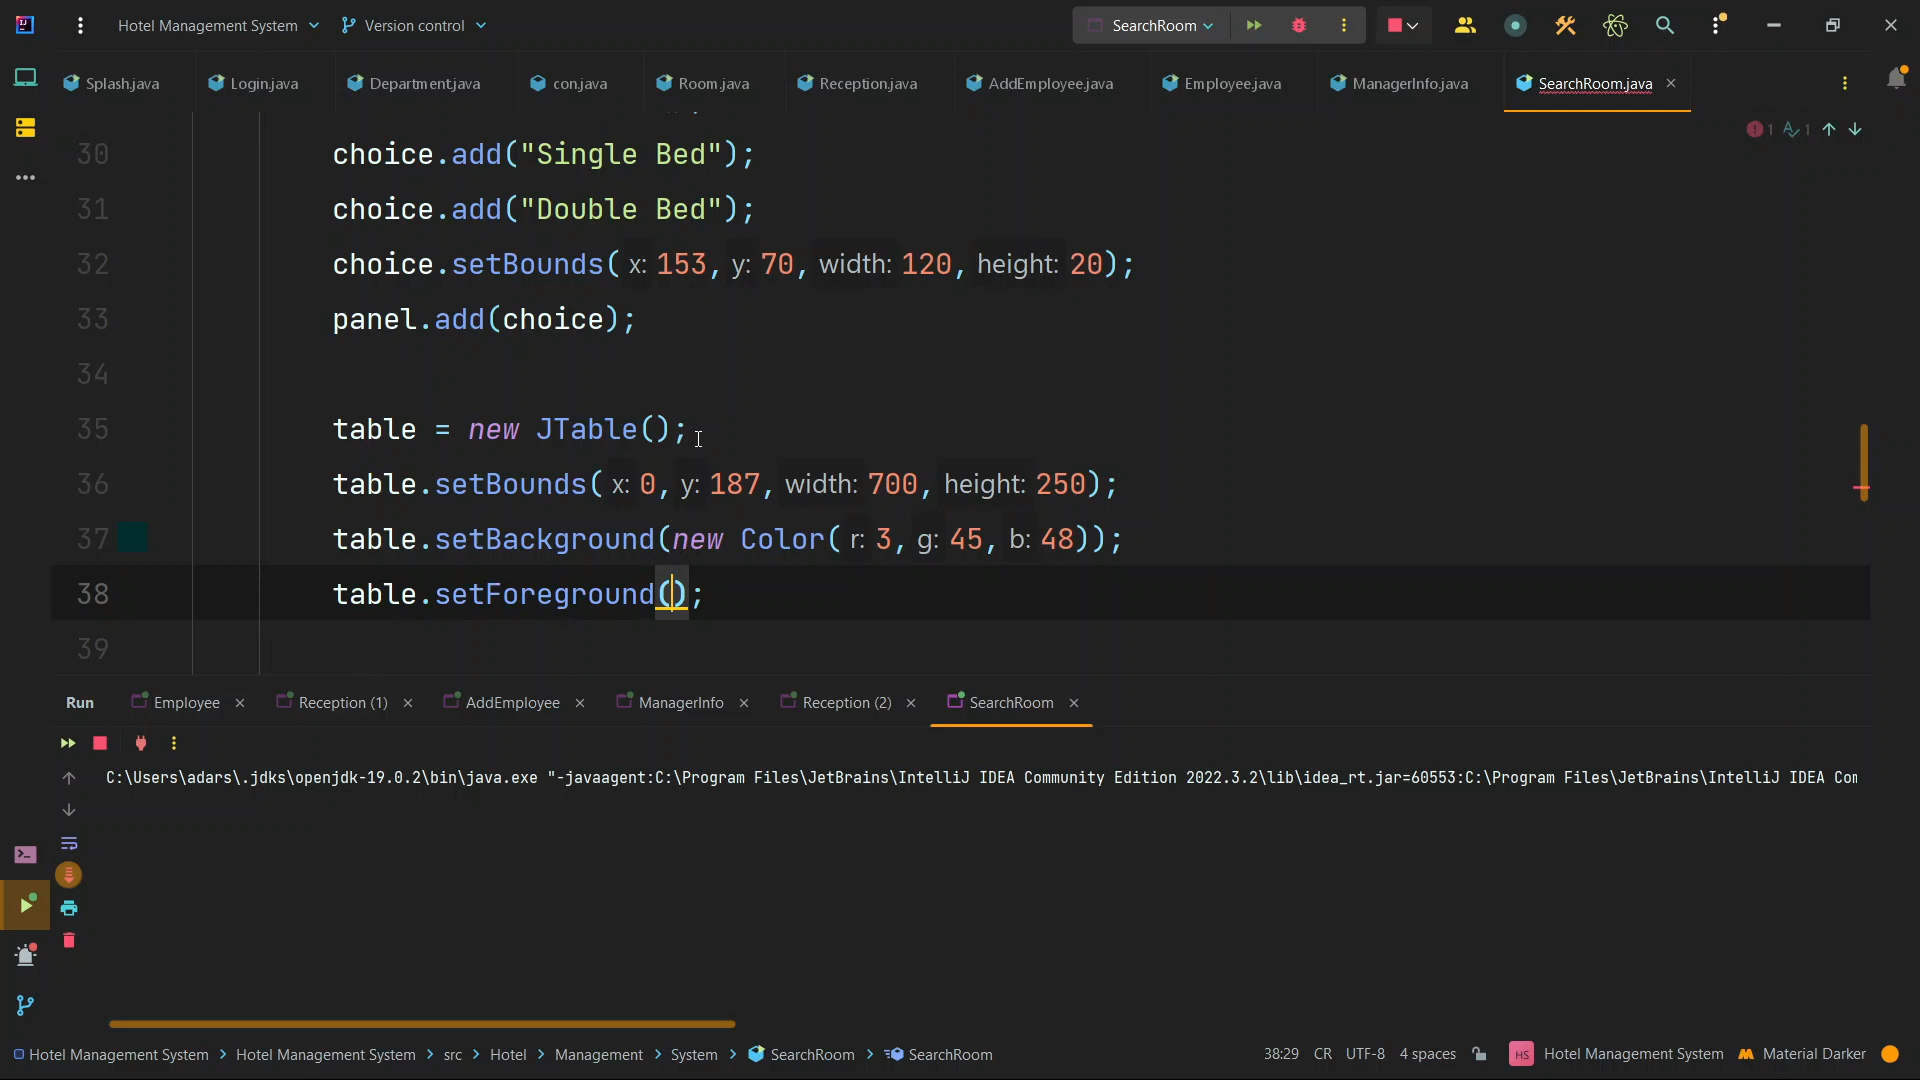 Hotel Management System Version control SearchRoom
Splash.java Login.java Department.java con.java Room.java Reception.java AddEmployee.java Employee.java ManagerInfo.java SearchRoom.java
1 1
30 choice.add("Single Bed");
31 choice.add("Double Bed");
32 choice.setBounds( x: 153, y: 70, width: 120, height: 20);
33 panel.add(choice);
34
35 table = new JTable();
36 table.setBounds( x: 0, y: 187, width: 700, height: 250);
37 table.setBackground(new Color( r: 3, g: 45, b: 48));
38 table.setForeground();
39
Run Employee Reception (1) AddEmployee ManagerInfo Reception (2) SearchRoom
C:\Users\adars\.jdks\openjdk-19.0.2\bin\java.exe "-javaagent:C:\Program Files\JetBrains\IntelliJ IDEA Community Edition 2022.3.2\lib\idea_rt.jar=60553:C:\Program Files\JetBrains\IntelliJ IDEA Com
Hotel Management System > Hotel Management System > src > Hotel > Management > System > SearchRoom > SearchRoom 38:29 CR UTF-8 4 spaces HS Hotel Management System Material Darker